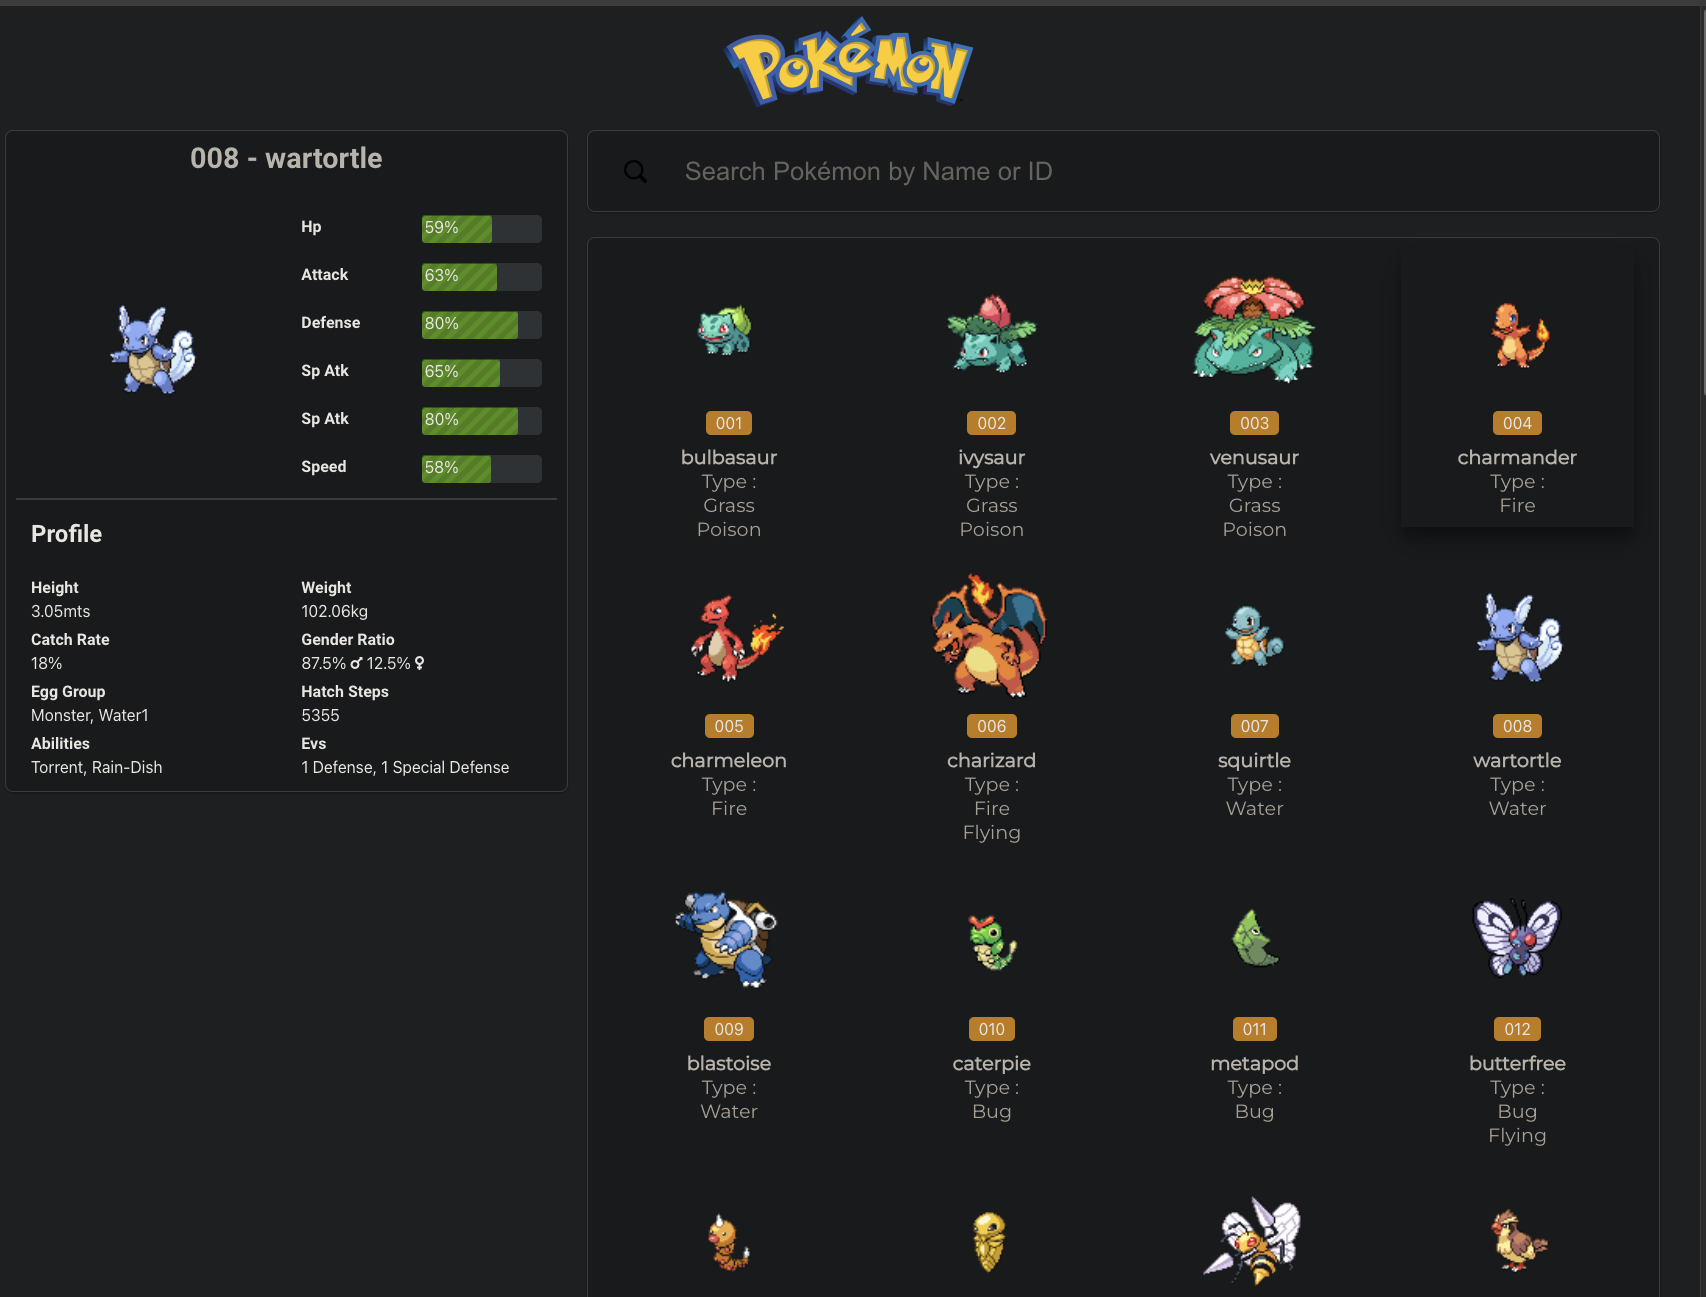 POKÉMON
008 - wartortle
Hp 59%
Attack 63%
Defense 80%
Sp Atk 65%
Sp Atk 80%
Speed 58%
Profile
Height Weight
3.05mts 102.06kg
Catch Rate Gender Ratio
18% 87.5% ♂ 12.5% ♀
Egg Group Hatch Steps
Monster, Water1 5355
Abilities Evs
Torrent, Rain-Dish 1 Defense, 1 Special Defense
Search Pokémon by Name or ID
001 002 003 004
bulbasaur ivysaur venusaur charmander
Type : Type : Type : Type :
Grass Grass Grass Fire
Poison Poison Poison
005 006 007 008
charmeleon charizard squirtle wartortle
Type : Type : Type : Type :
Fire Fire Water Water
Flying
009 010 011 012
blastoise caterpie metapod butterfree
Type : Type : Type : Type :
Water Bug Bug Bug
Flying